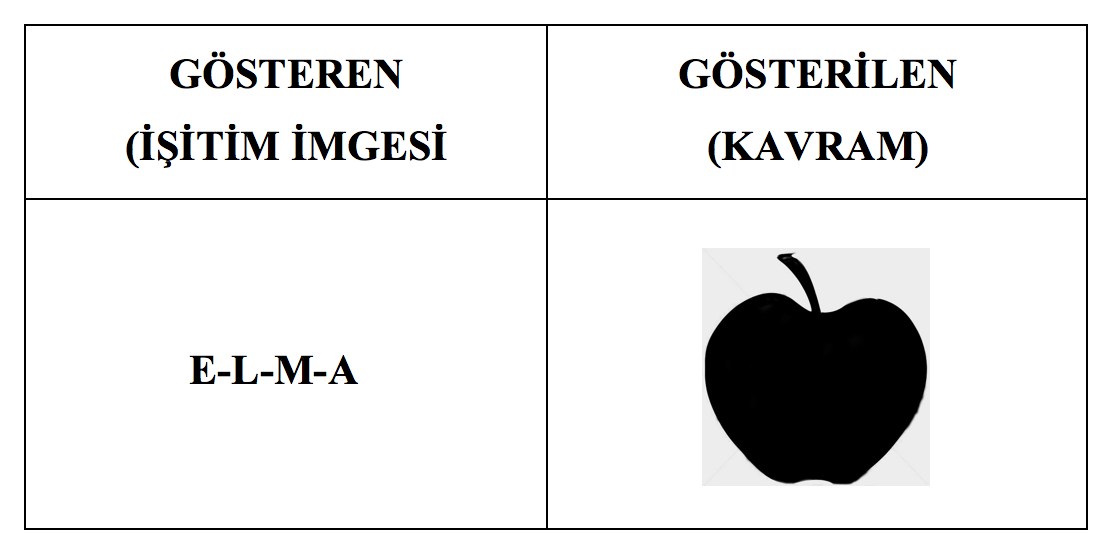 GÖSTEREN
(İŞİTİM İMGESİ
GÖSTERİLEN
(KAVRAM)
E-L-M-A